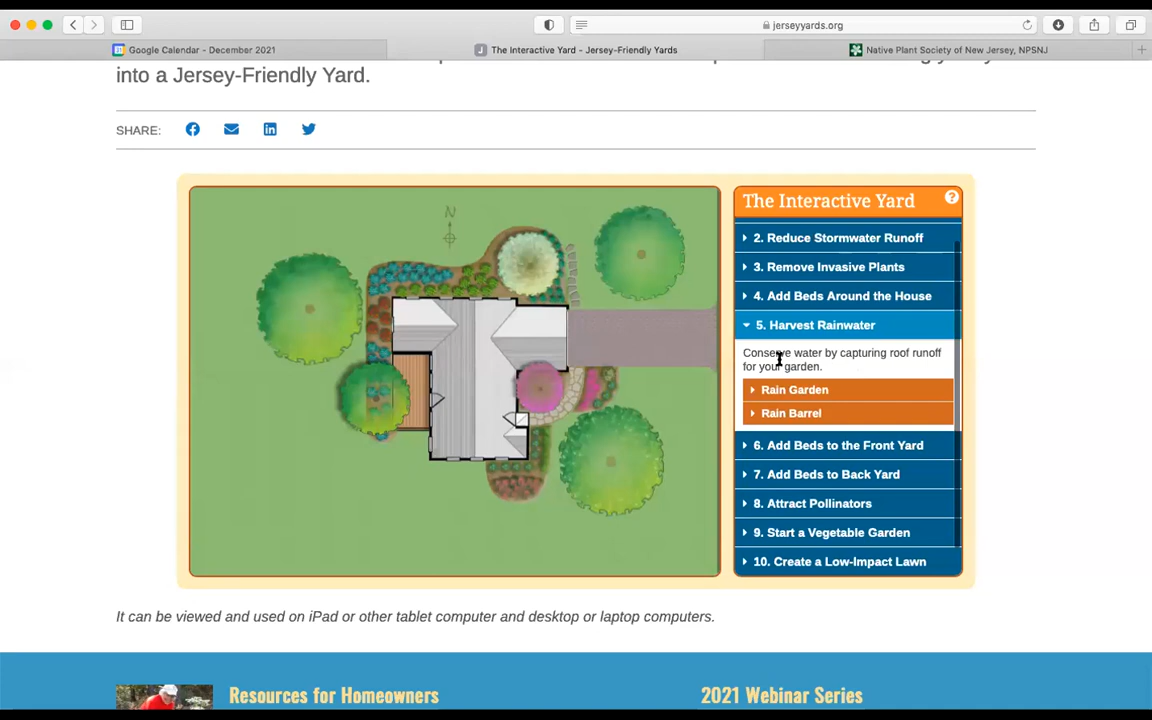 jerseyyards.org
Google Calendar - December 2021
The Interactive Yard - Jersey-Friendly Yards
Native Plant Society of New Jersey, NPSNJ
into a Jersey-Friendly Yard.
SHARE:
N
The Interactive Yard
?
2. Reduce Stormwater Runoff
3. Remove Invasive Plants
4. Add Beds Around the House
5. Harvest Rainwater
Conserve water by capturing roof runoff
for your garden.
Rain Garden
Rain Barrel
6. Add Beds to the Front Yard
7. Add Beds to Back Yard
8. Attract Pollinators
9. Start a Vegetable Garden
10. Create a Low-Impact Lawn
It can be viewed and used on iPad or other tablet computer and desktop or laptop computers.
Resources for Homeowners
2021 Webinar Series